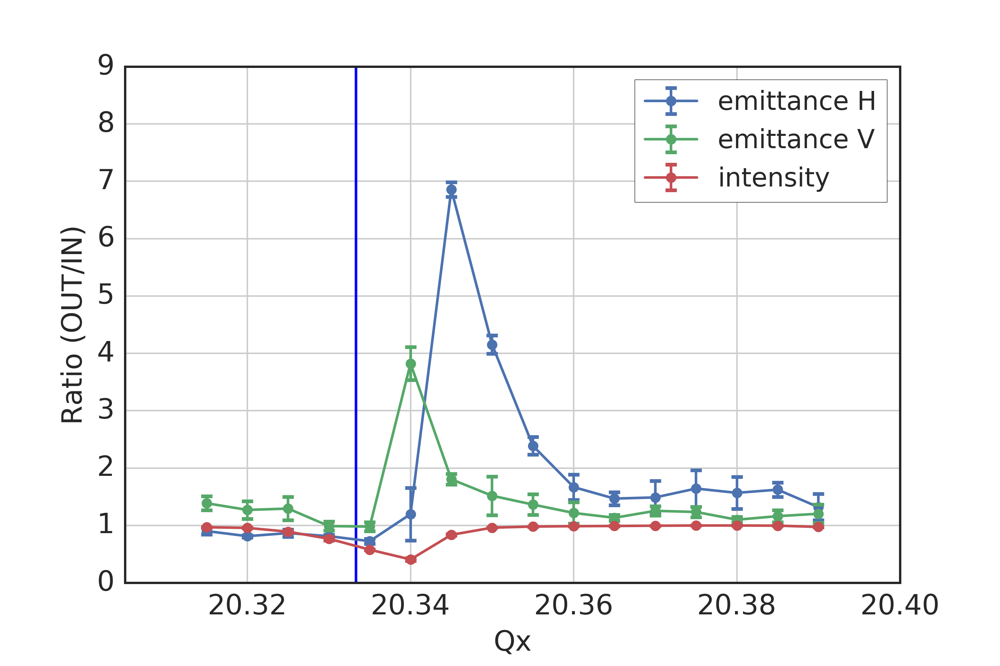 9
8
7
6
5
4
3
2
1
0
Ratio (OUT/IN)
emittance H
emittance V
intensity
20.32 20.34 20.36 20.38 20.40
Qx